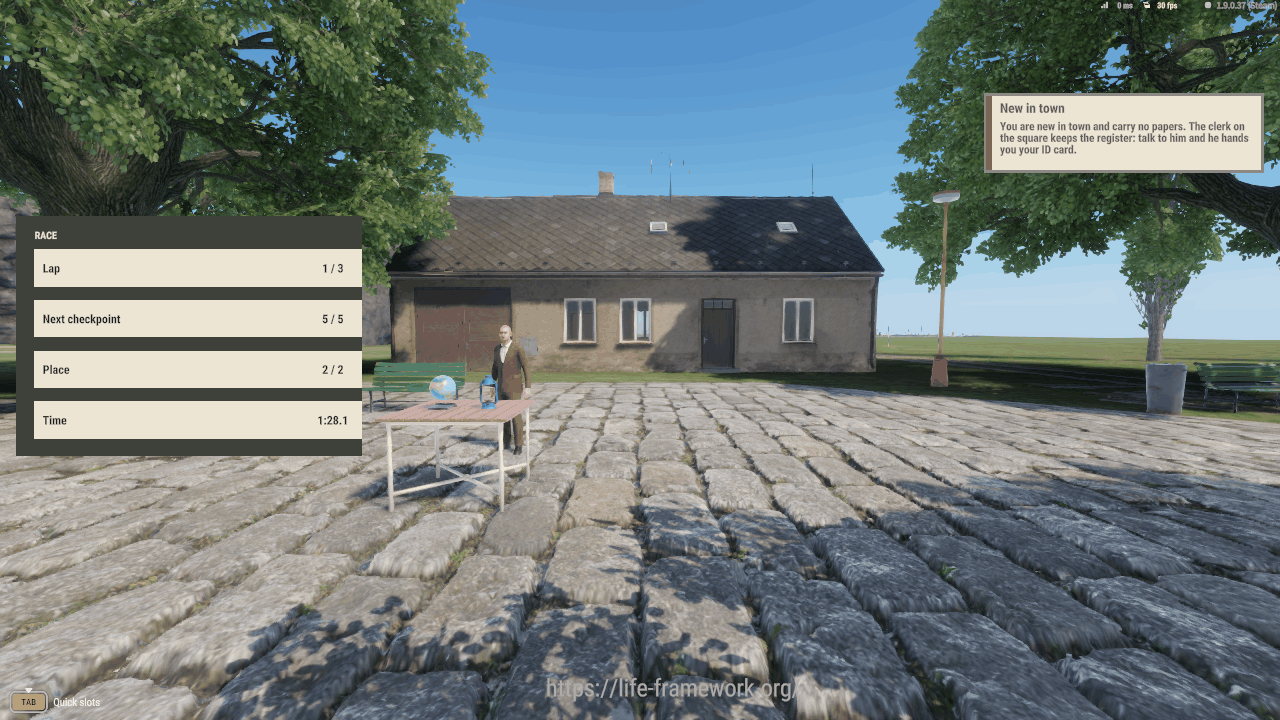 0 ms
30 fps
1.9.0.37 (Steam)
New in town
You are new in town and carry no papers. The clerk on
the square keeps the register: talk to him and he hands
you your ID card.
RACE
Lap 1 / 3
Next checkpoint 5 / 5
Place 2 / 2
Time 1:28.1
TAB Quick slots
https://life-framework.org/